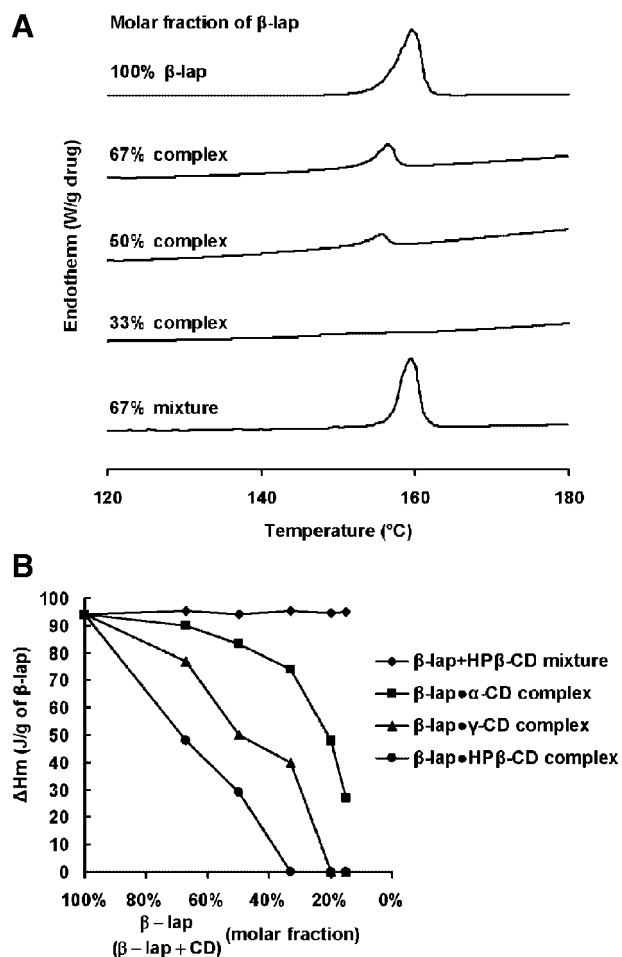 A
Molar fraction of β-lap
100% β-lap
67% complex
50% complex
33% complex
67% mixture
Endotherm (W/g drug)
120 140 160 180
Temperature (°C)
B
100
90
80
70
60
50
40
30
20
10
0
ΔHm (J/g of β-lap)
100% 80% 60% 40% 20% 0%
β – lap
(β – lap + CD)
(molar fraction)
β-lap+HPβ-CD mixture
β-lap●α-CD complex
β-lap●γ-CD complex
β-lap●HPβ-CD complex